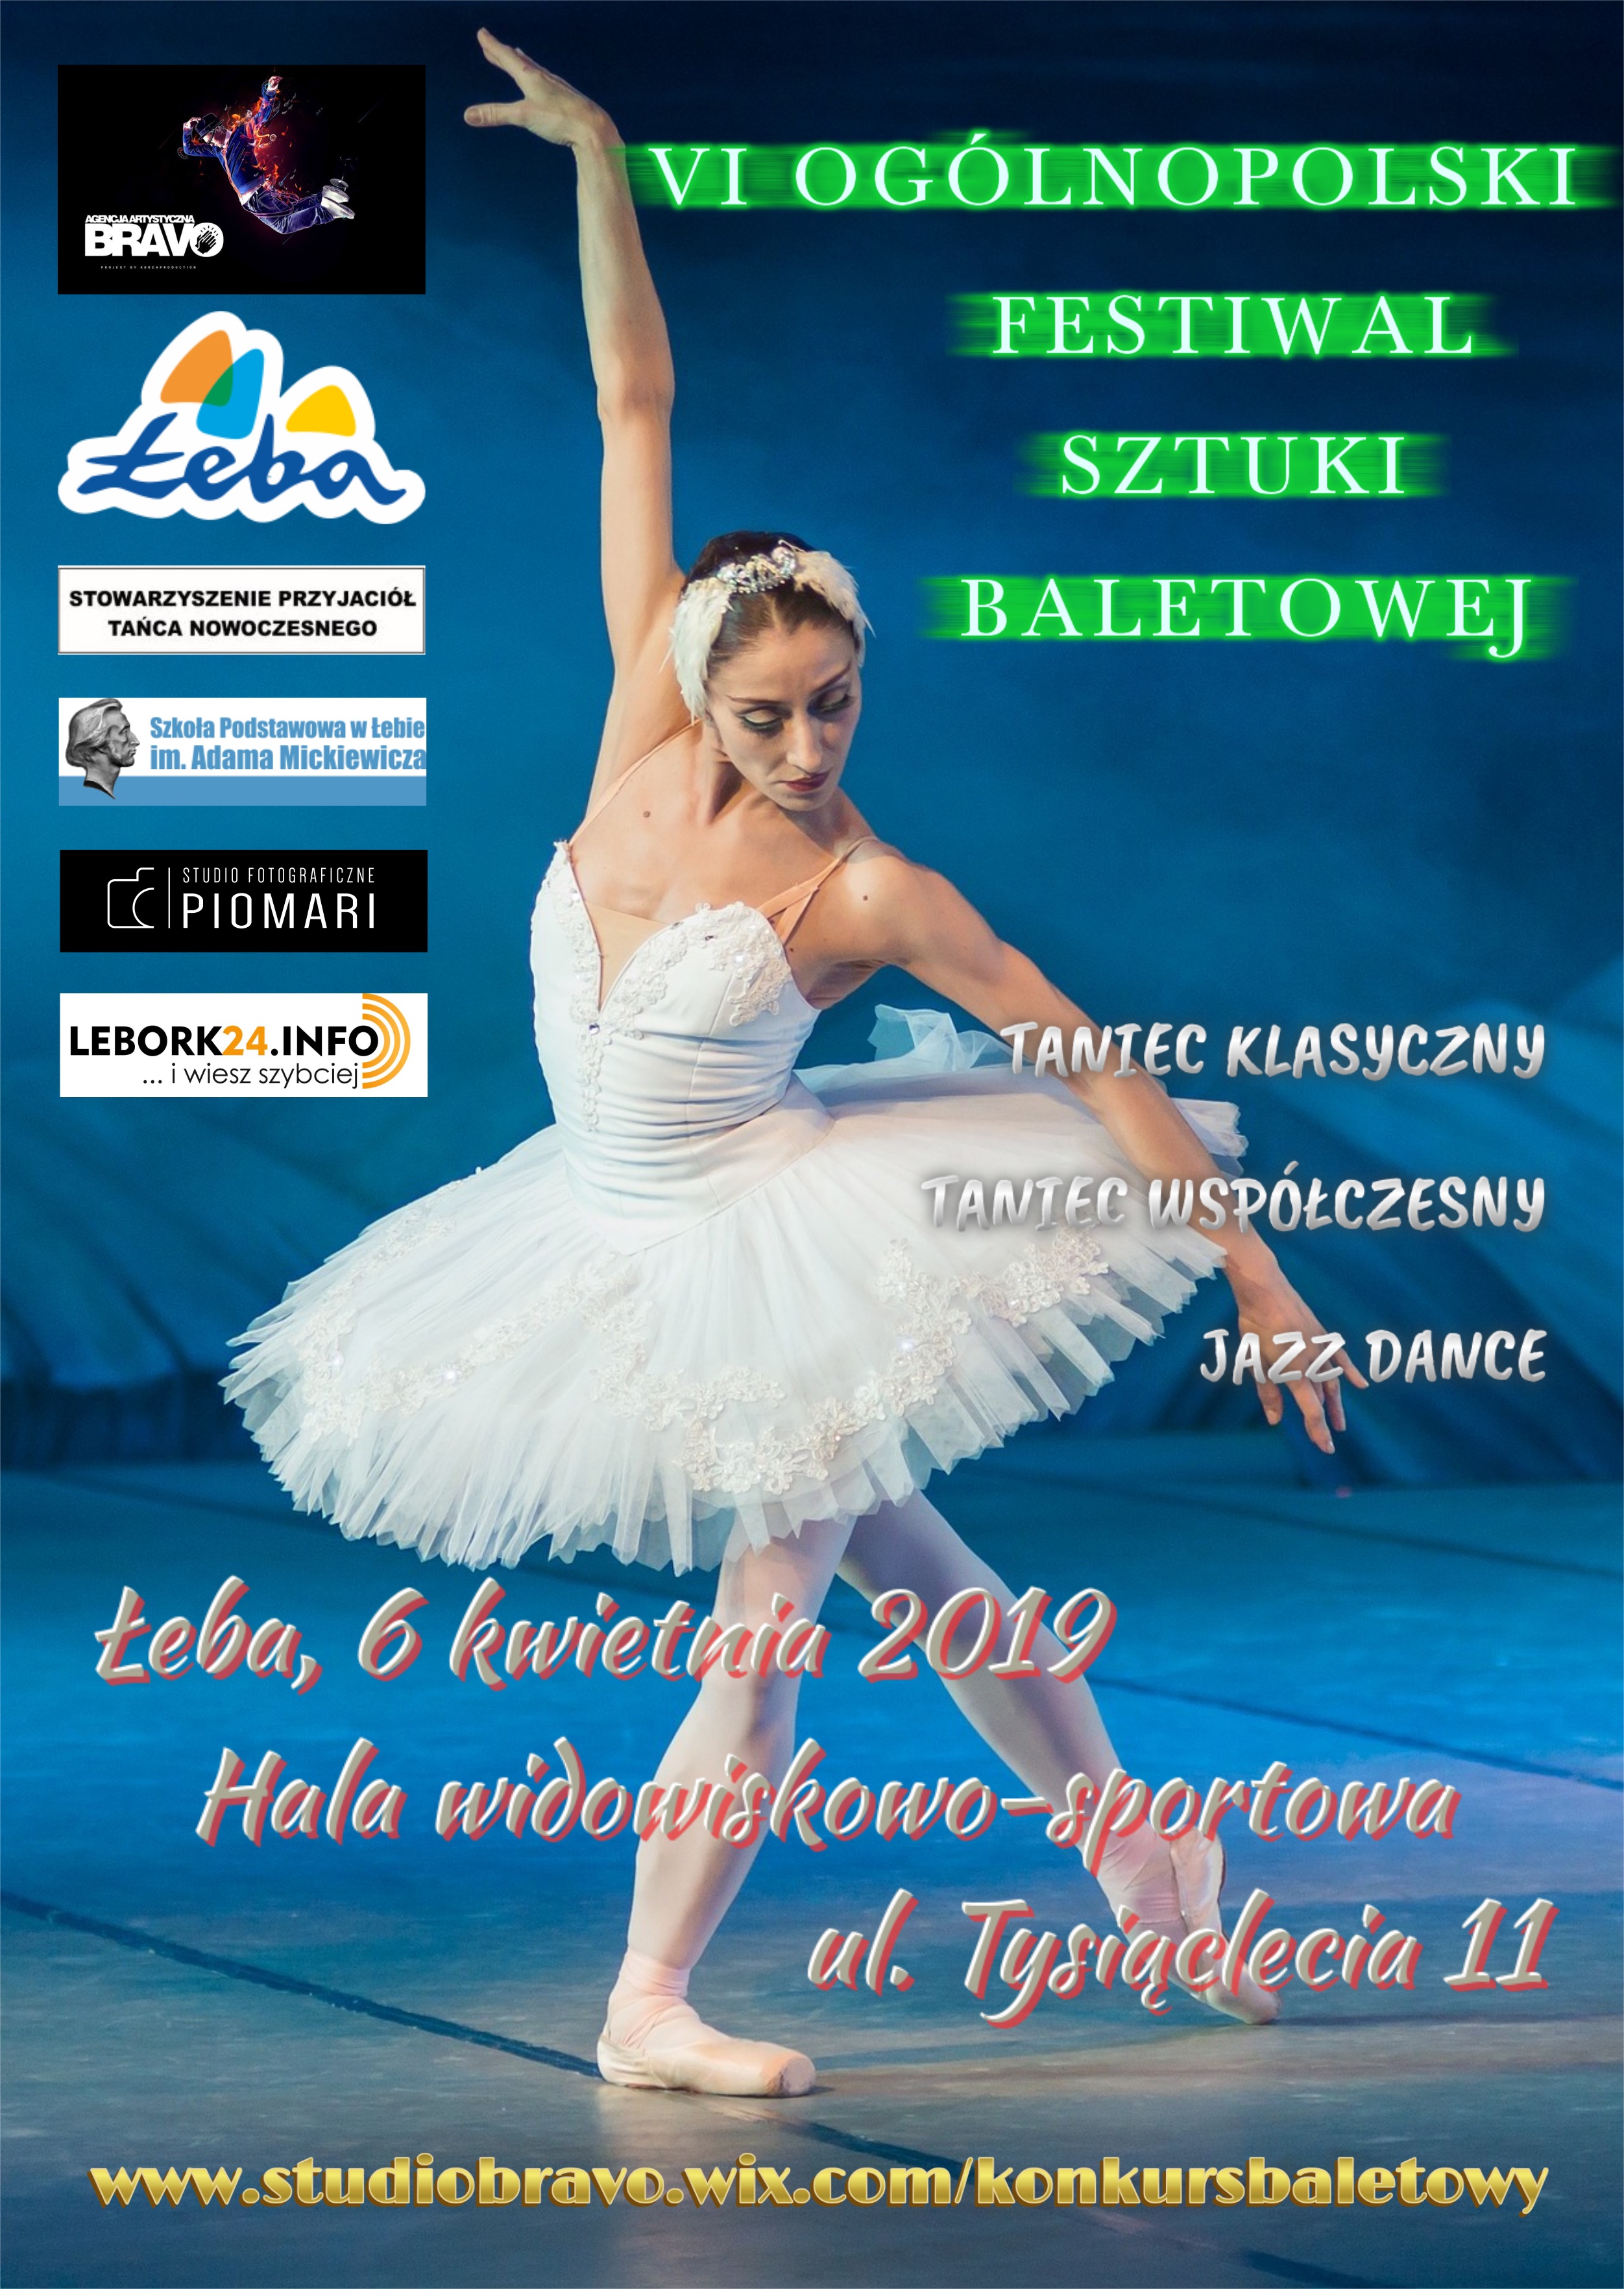 AGENCJA ARTYSTYCZNA
BRAVO
VI OGÓLNOPOLSKI
FESTIWAL
SZTUKI
BALETOWEJ
Łeba
STOWARZYSZENIE PRZYJACIÓŁ
TAŃCA NOWOCZESNEGO
Szkoła Podstawowa w Łebie
im. Adama Mickiewicza
STUDIO FOTOGRAFICZNE
PIOMARI
LEBORK24.INFO
... i wiesz szybciej
TANIEC KLASYCZNY
TANIEC WSPÓŁCZESNY
JAZZ DANCE
Łeba, 6 kwietnia 2019
Hala widowiskowo-sportowa
ul. Tysiąclecia 11
www.studiobravo.wix.com/konkursbaletowy